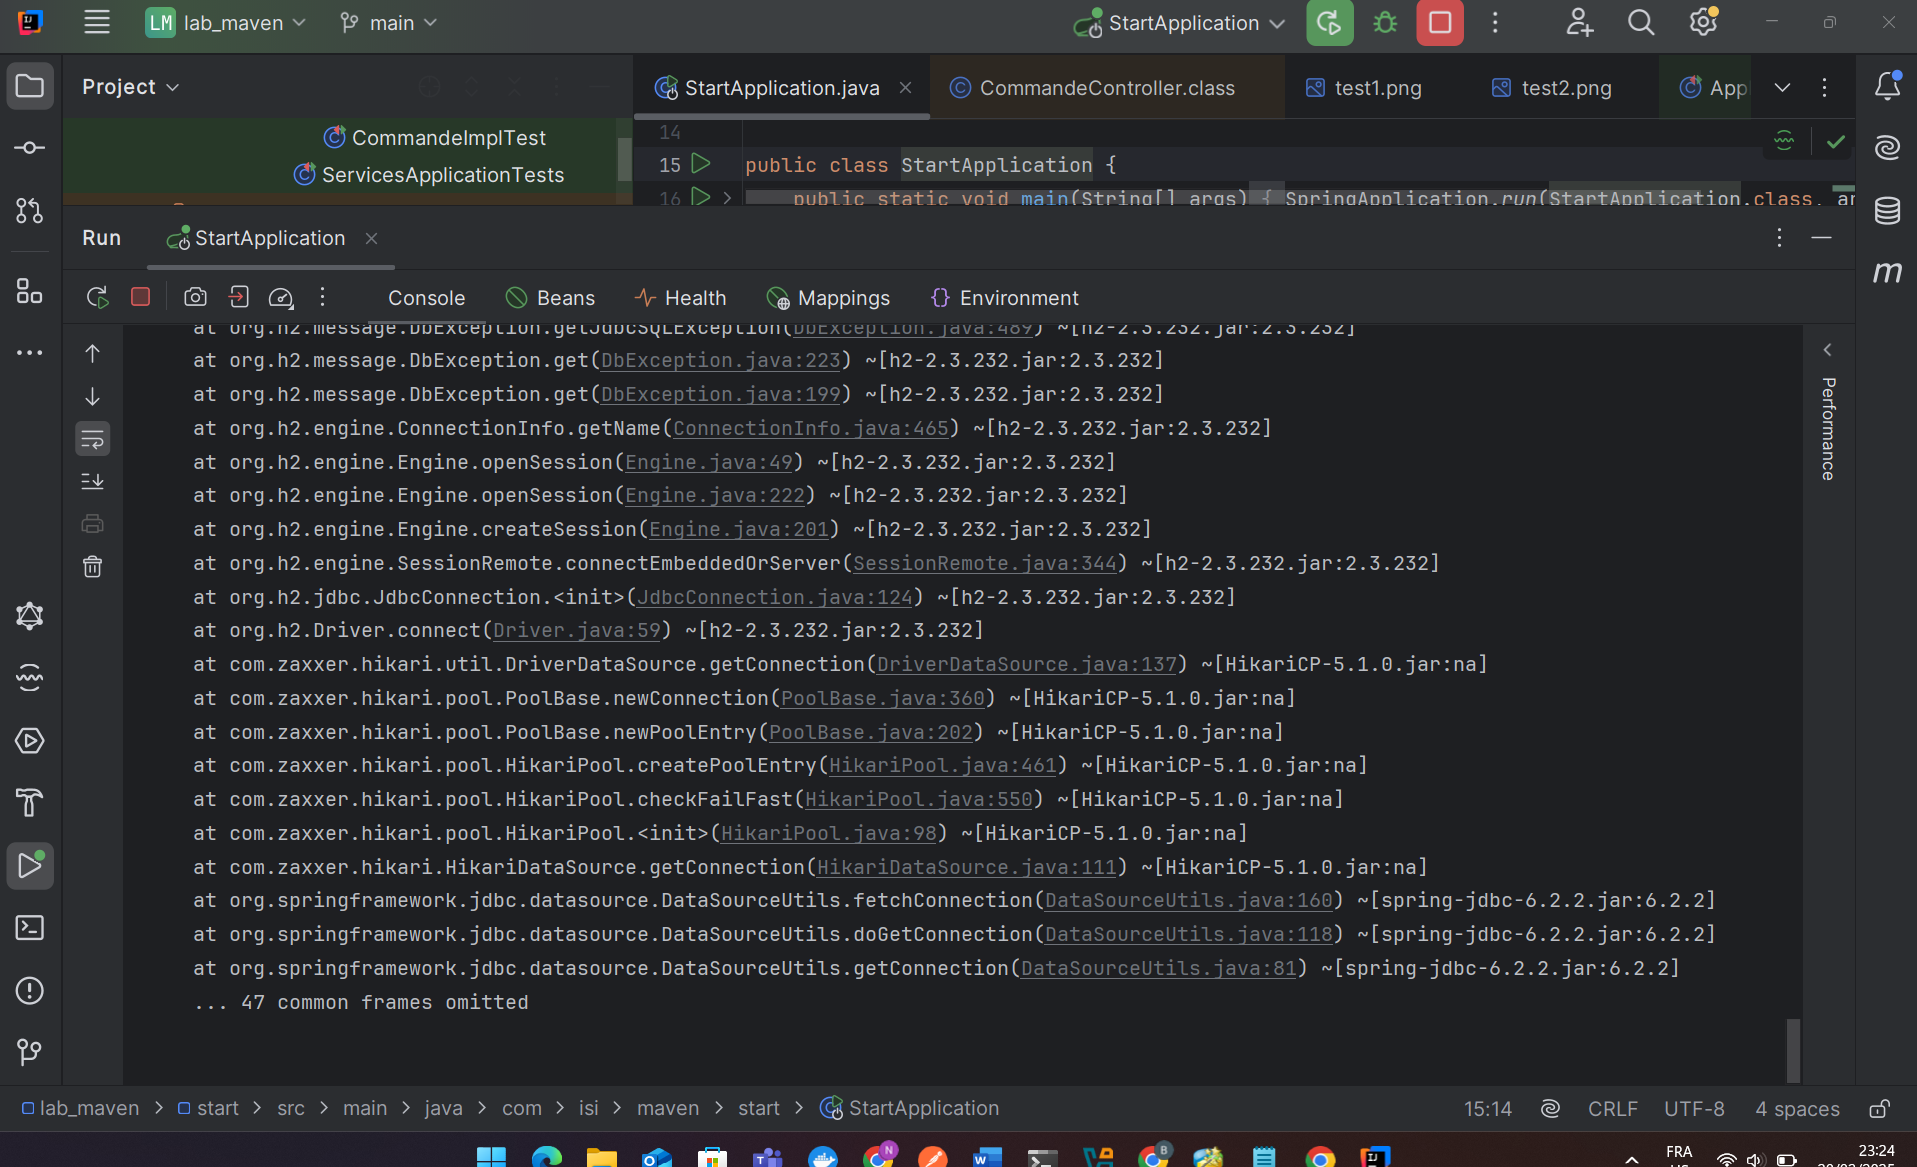 LM lab_maven main StartApplication
Project
StartApplication.java CommandeController.class test1.png test2.png App
CommandeImplTest
ServicesApplicationTests
14
15 public class StartApplication {
16 public static void main(String[] args) { SpringApplication.run(StartApplication.class, ar
Run StartApplication
Console Beans Health Mappings Environment
at org.h2.message.DbException.getJdbcSQLException(DbException.java:489) ~[h2-2.3.232.jar:2.3.232]
at org.h2.message.DbException.get(DbException.java:223) ~[h2-2.3.232.jar:2.3.232]
at org.h2.message.DbException.get(DbException.java:199) ~[h2-2.3.232.jar:2.3.232]
at org.h2.engine.ConnectionInfo.getName(ConnectionInfo.java:465) ~[h2-2.3.232.jar:2.3.232]
at org.h2.engine.Engine.openSession(Engine.java:49) ~[h2-2.3.232.jar:2.3.232]
at org.h2.engine.Engine.openSession(Engine.java:222) ~[h2-2.3.232.jar:2.3.232]
at org.h2.engine.Engine.createSession(Engine.java:201) ~[h2-2.3.232.jar:2.3.232]
at org.h2.engine.SessionRemote.connectEmbeddedOrServer(SessionRemote.java:344) ~[h2-2.3.232.jar:2.3.232]
at org.h2.jdbc.JdbcConnection.<init>(JdbcConnection.java:124) ~[h2-2.3.232.jar:2.3.232]
at org.h2.Driver.connect(Driver.java:59) ~[h2-2.3.232.jar:2.3.232]
at com.zaxxer.hikari.util.DriverDataSource.getConnection(DriverDataSource.java:137) ~[HikariCP-5.1.0.jar:na]
at com.zaxxer.hikari.pool.PoolBase.newConnection(PoolBase.java:360) ~[HikariCP-5.1.0.jar:na]
at com.zaxxer.hikari.pool.PoolBase.newPoolEntry(PoolBase.java:202) ~[HikariCP-5.1.0.jar:na]
at com.zaxxer.hikari.pool.HikariPool.createPoolEntry(HikariPool.java:461) ~[HikariCP-5.1.0.jar:na]
at com.zaxxer.hikari.pool.HikariPool.checkFailFast(HikariPool.java:550) ~[HikariCP-5.1.0.jar:na]
at com.zaxxer.hikari.pool.HikariPool.<init>(HikariPool.java:98) ~[HikariCP-5.1.0.jar:na]
at com.zaxxer.hikari.HikariDataSource.getConnection(HikariDataSource.java:111) ~[HikariCP-5.1.0.jar:na]
at org.springframework.jdbc.datasource.DataSourceUtils.fetchConnection(DataSourceUtils.java:160) ~[spring-jdbc-6.2.2.jar:6.2.2]
at org.springframework.jdbc.datasource.DataSourceUtils.doGetConnection(DataSourceUtils.java:118) ~[spring-jdbc-6.2.2.jar:6.2.2]
at org.springframework.jdbc.datasource.DataSourceUtils.getConnection(DataSourceUtils.java:81) ~[spring-jdbc-6.2.2.jar:6.2.2]
... 47 common frames omitted
Performance
lab_maven > start > src > main > java > com > isi > maven > start > StartApplication 15:14 CRLF UTF-8 4 spaces
FRA 23:24